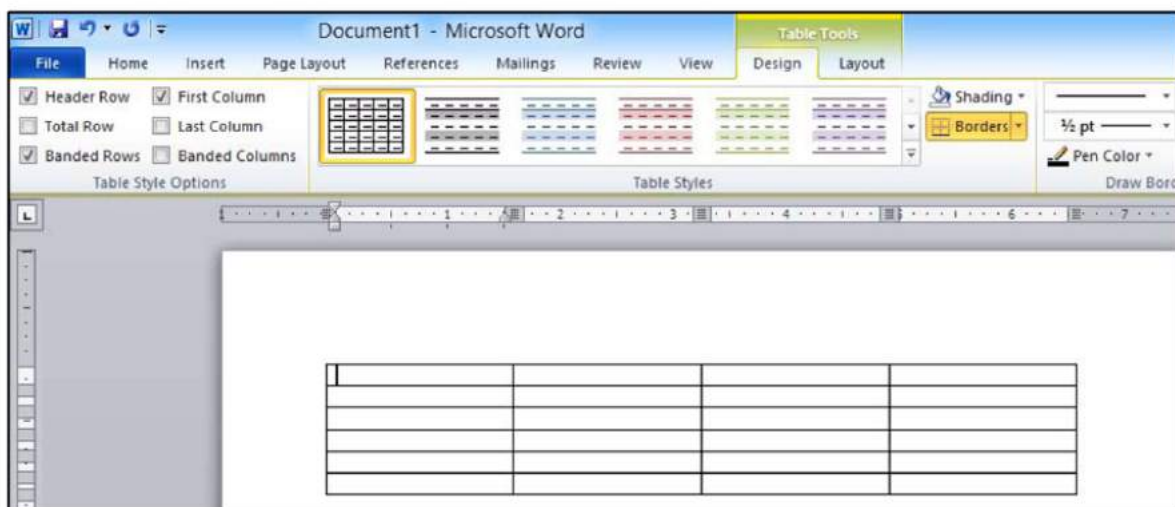 Document1 - Microsoft Word
Table Tools
File Home Insert Page Layout References Mailings Review View Design Layout
Header Row First Column
Total Row Last Column
Banded Rows Banded Columns
Table Style Options
Table Styles
Shading
Borders
½ pt
Pen Color
Draw Bord
1 1 2 3 4 5 6 7